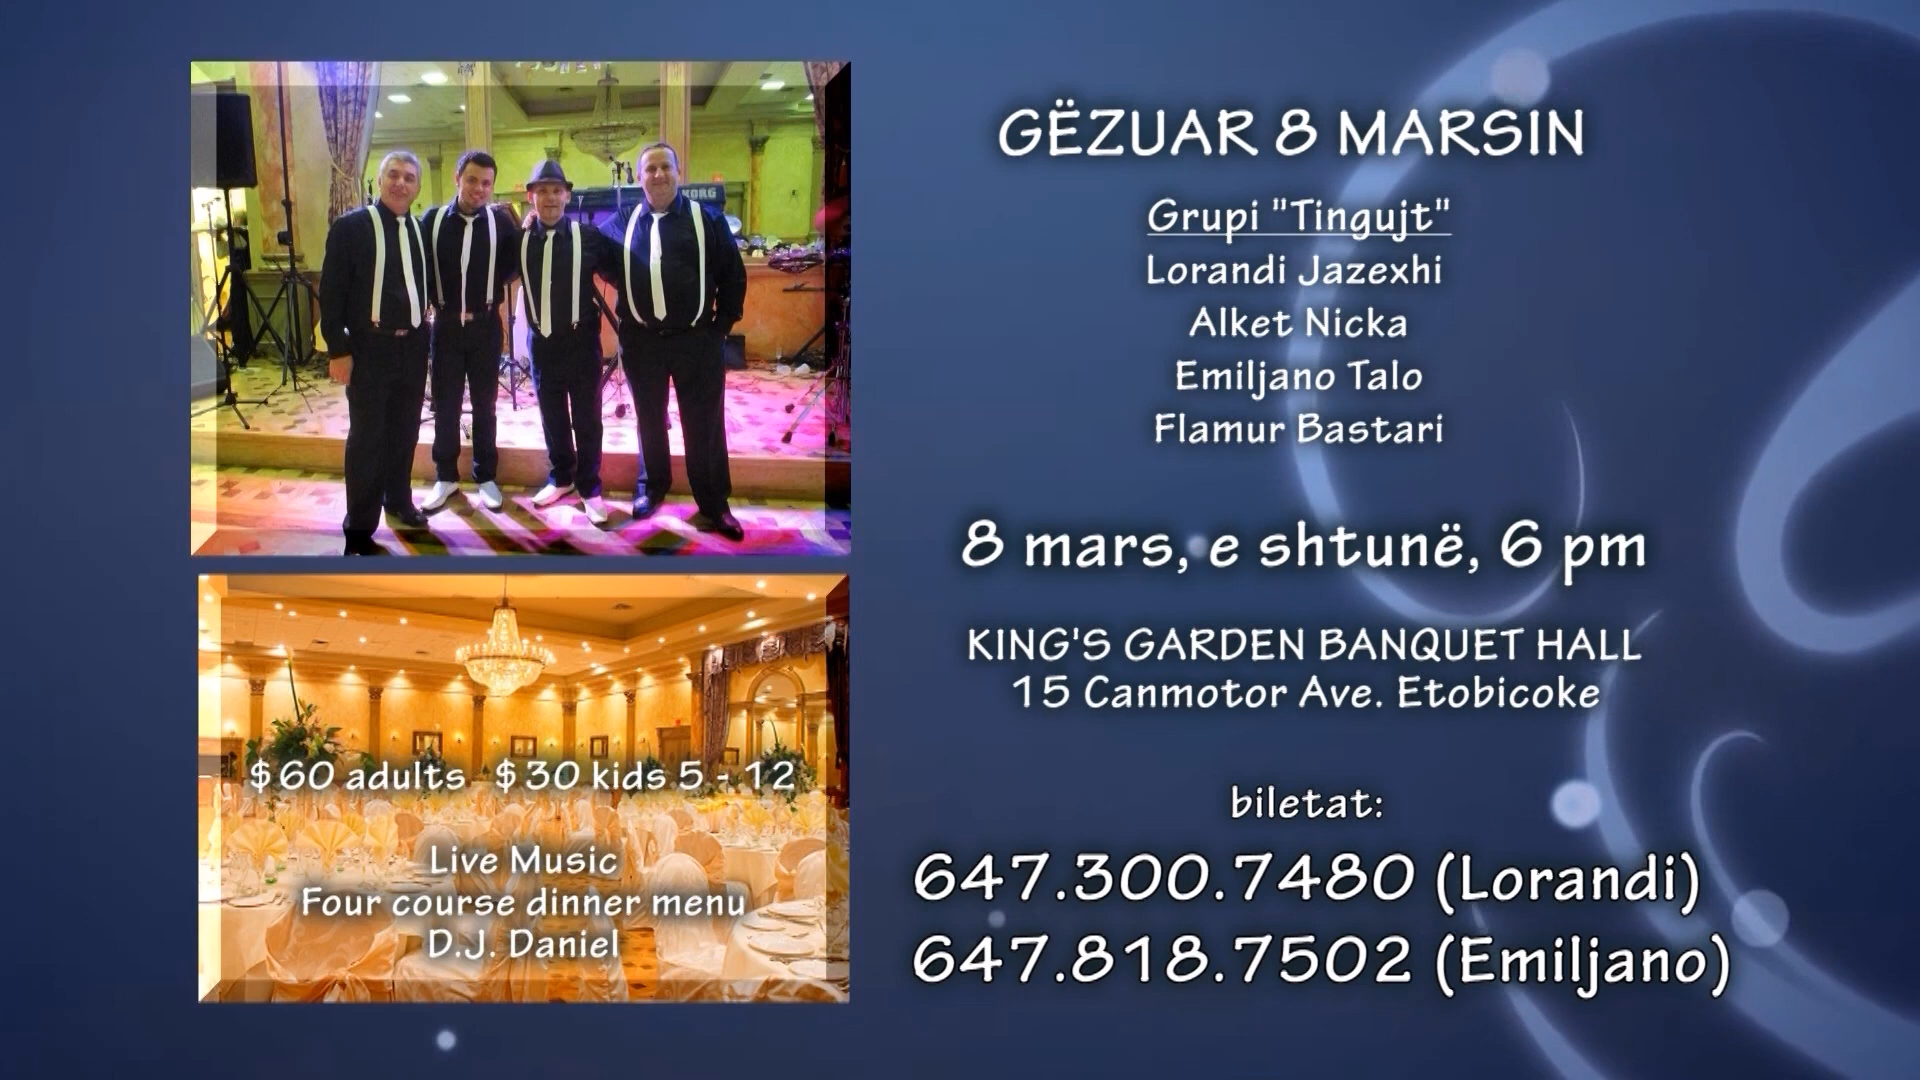 KORG
GËZUAR 8 MARSIN
Grupi "Tingujt"
Lorandi Jazexhi
Alket Nicka
Emiljano Talo
Flamur Bastari
8 mars, e shtunë, 6 pm
KING'S GARDEN BANQUET HALL
15 Canmotor Ave. Etobicoke
biletat:
647.300.7480 (Lorandi)
647.818.7502 (Emiljano)
$60 adults $30 kids 5 - 12
Live Music
Four course dinner menu
D.J. Daniel